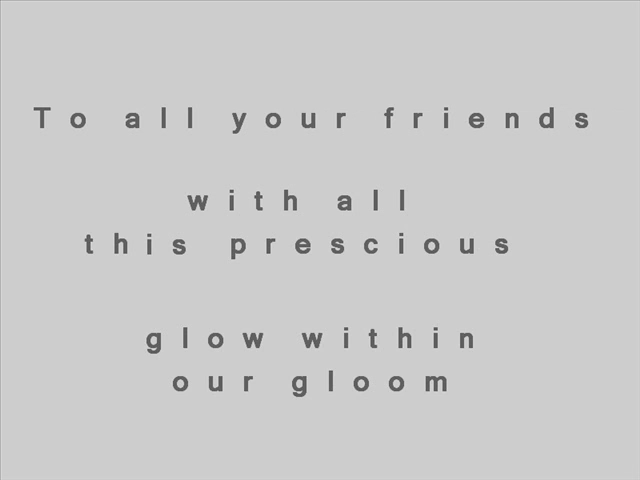 To all your friends
with all
this prescious
glow within
our gloom